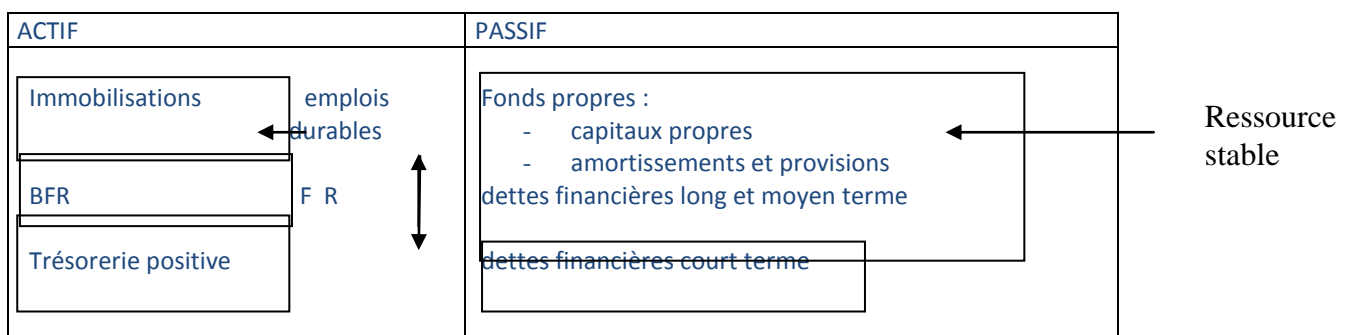 ACTIF
PASSIF
Immobilisations emplois
durables
BFR F R
Trésorerie positive
Fonds propres :
- capitaux propres
- amortissements et provisions
dettes financières long et moyen terme
dettes financières court terme
Ressource
stable